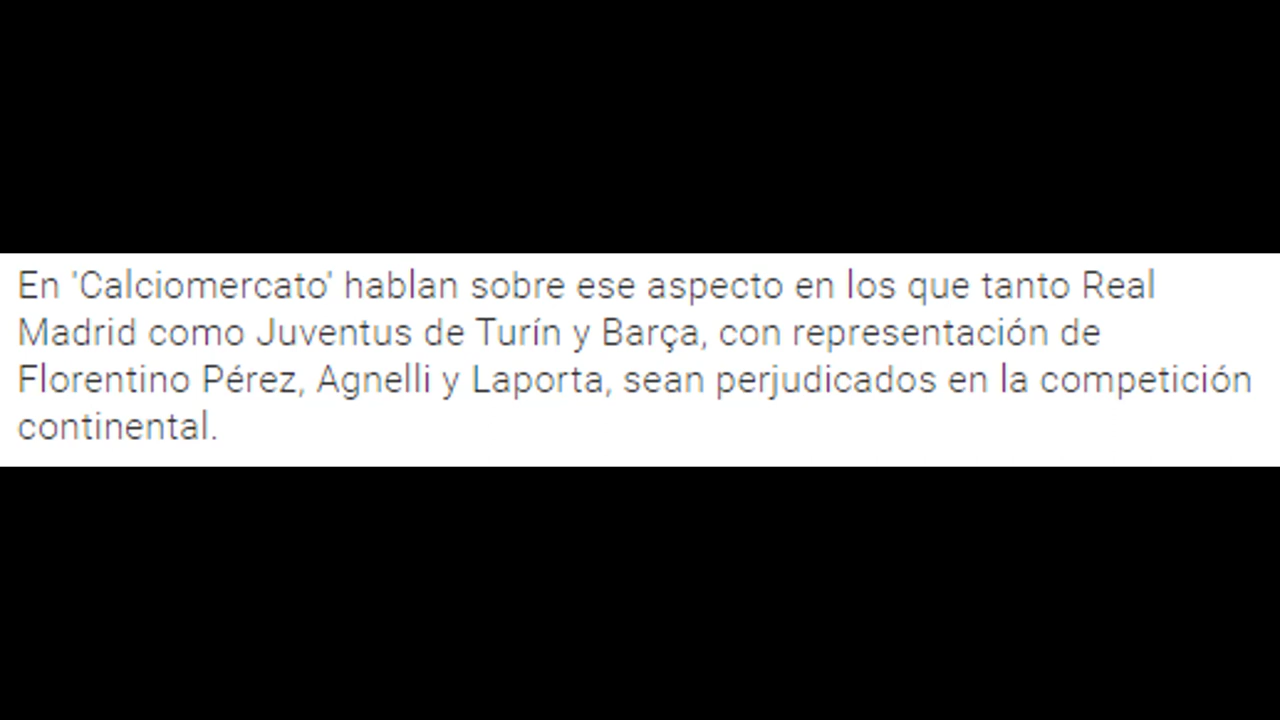 En 'Calciomercato' hablan sobre ese aspecto en los que tanto Real
Madrid como Juventus de Turín y Barça, con representación de
Florentino Pérez, Agnelli y Laporta, sean perjudicados en la competición
continental.